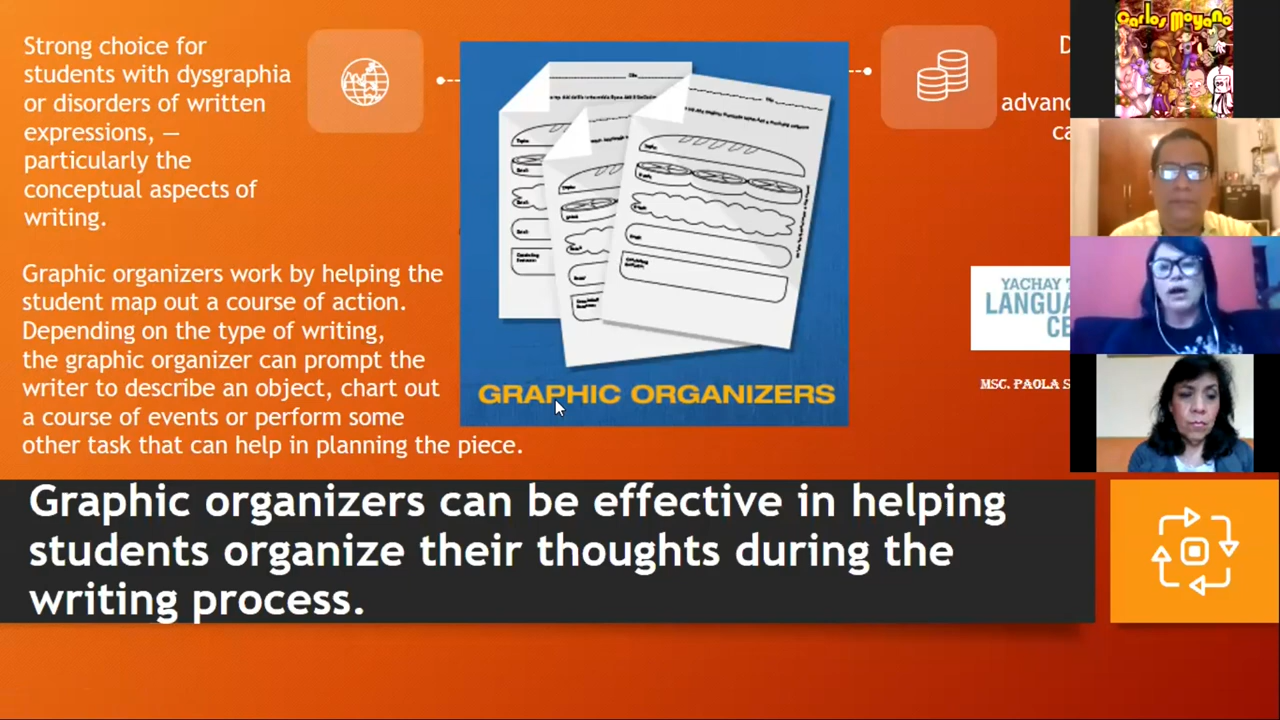 Strong choice for
students with dysgraphia
or disorders of written
expressions, —
particularly the
conceptual aspects of
writing.
Graphic organizers work by helping the
student map out a course of action.
Depending on the type of writing,
the graphic organizer can prompt the
writer to describe an object, chart out
a course of events or perform some
other task that can help in planning the piece.
GRAPHIC ORGANIZERS
Carlos Moyano
YACHAY
MSC. PAOLA
Graphic organizers can be effective in helping
students organize their thoughts during the
writing process.